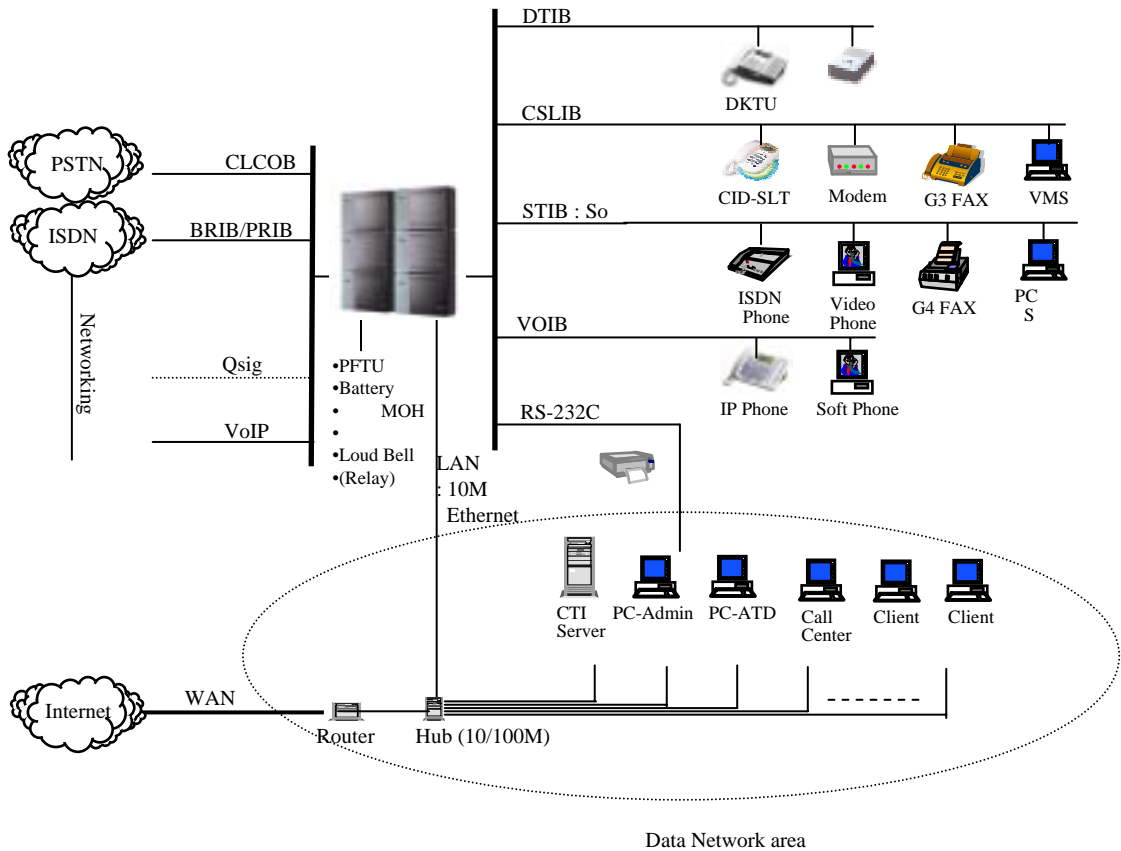 DTIB
DKTU
CSLIB
CID-SLT
Modem
G3 FAX
VMS
STIB : So
ISDN
Phone
Video
Phone
G4 FAX
PC
S
VOIB
IP Phone
Soft Phone
RS-232C
PSTN
CLCOB
ISDN
BRIB/PRIB
Networking
Qsig
VoIP
•PFTU
•Battery
• MOH
•
•Loud Bell
•(Relay)
LAN
: 10M
Ethernet
CTI
Server
PC-Admin
PC-ATD
Call
Center
Client
Client
Internet
WAN
Router
Hub (10/100M)
Data Network area